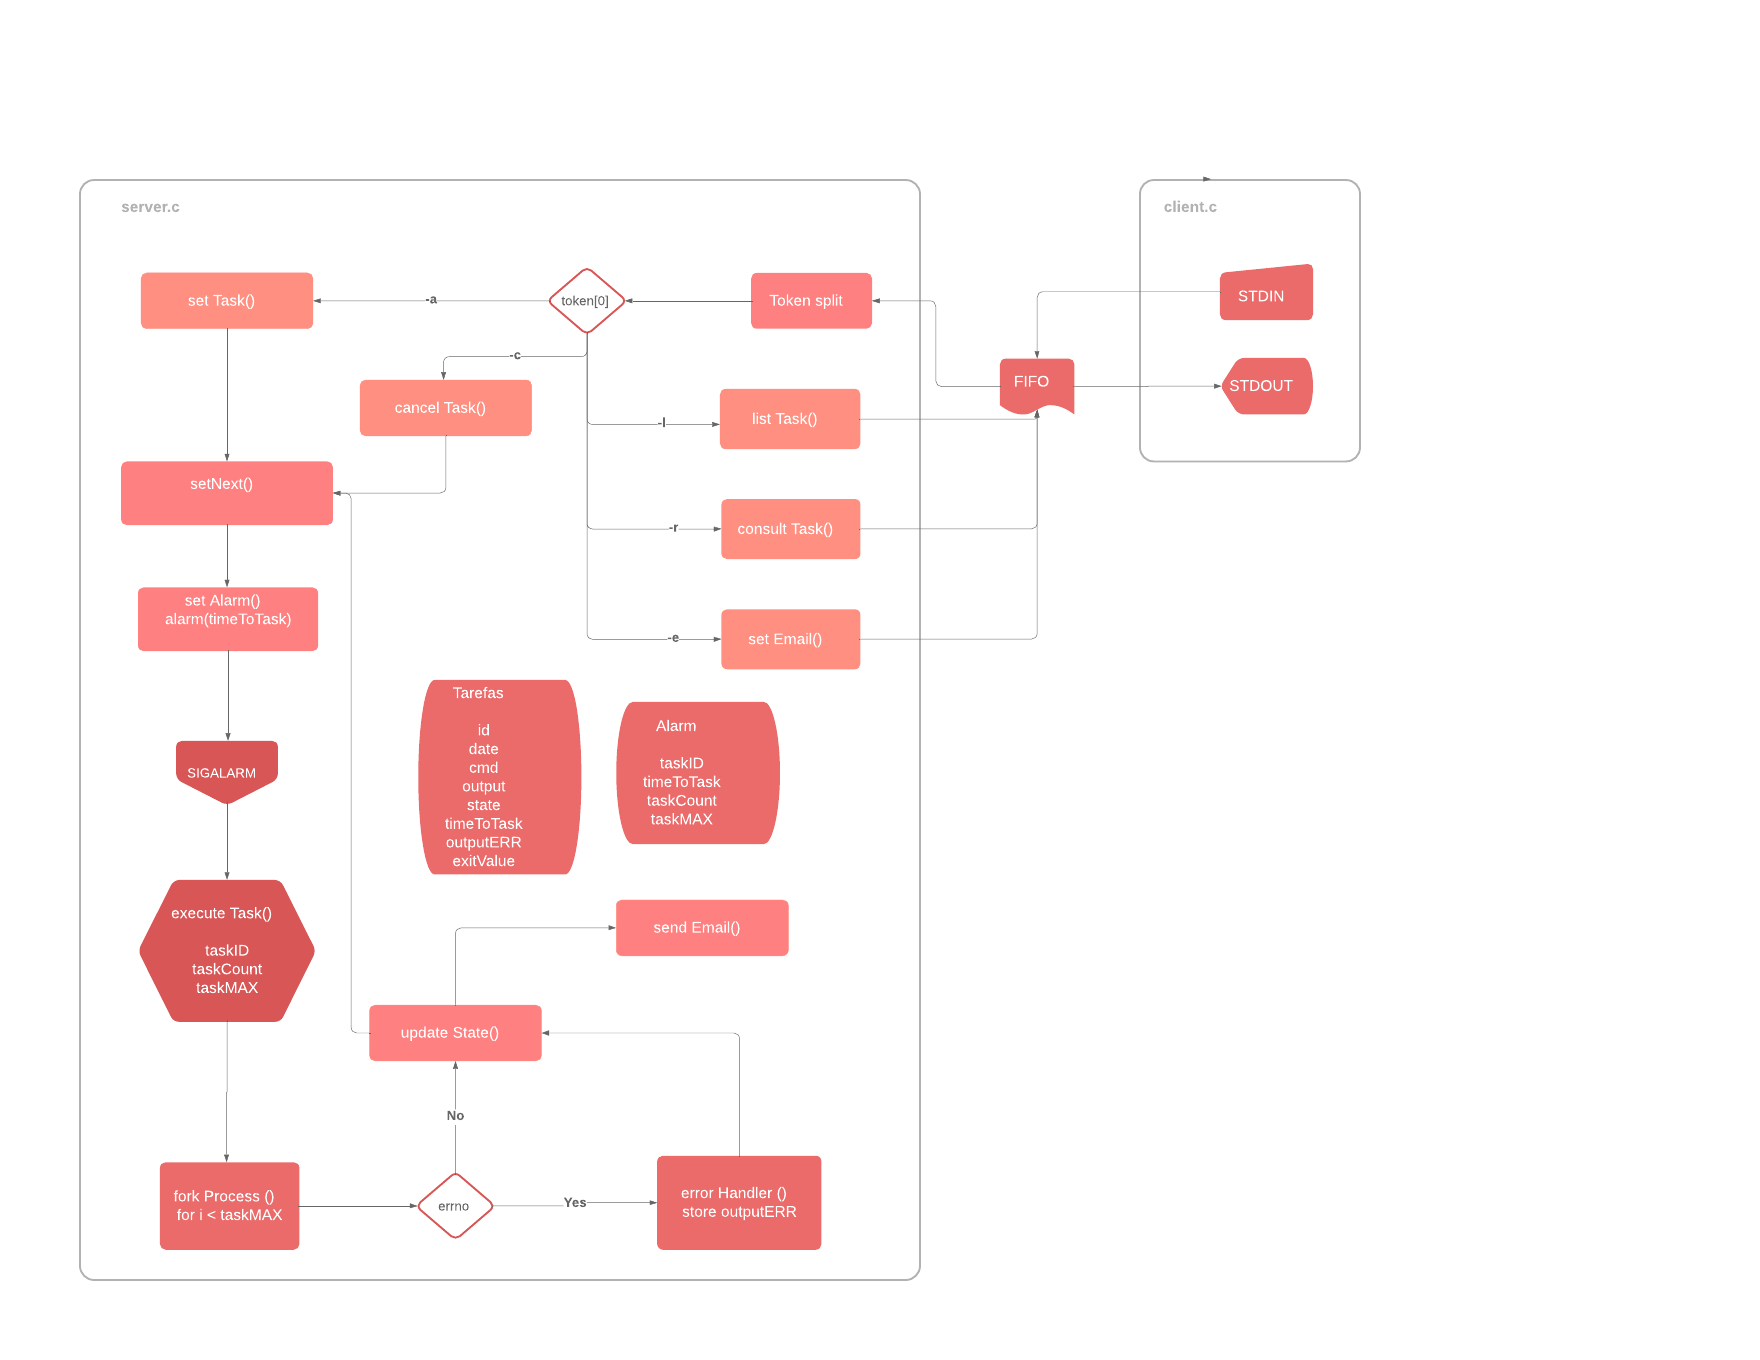 server.c
client.c
set Task()
-a
token[0]
Token split
STDIN
-c
cancel Task()
FIFO
STDOUT
-l
list Task()
setNext()
-r
consult Task()
set Alarm()
alarm(timeToTask)
-e
set Email()
SIGALARM
Tarefas
id
date
cmd
output
state
timeToTask
outputERR
exitValue
Alarm
taskID
timeToTask
taskCount
taskMAX
execute Task()
taskID
taskCount
taskMAX
send Email()
update State()
No
fork Process ()
for i < taskMAX
errno
Yes
error Handler ()
store outputERR